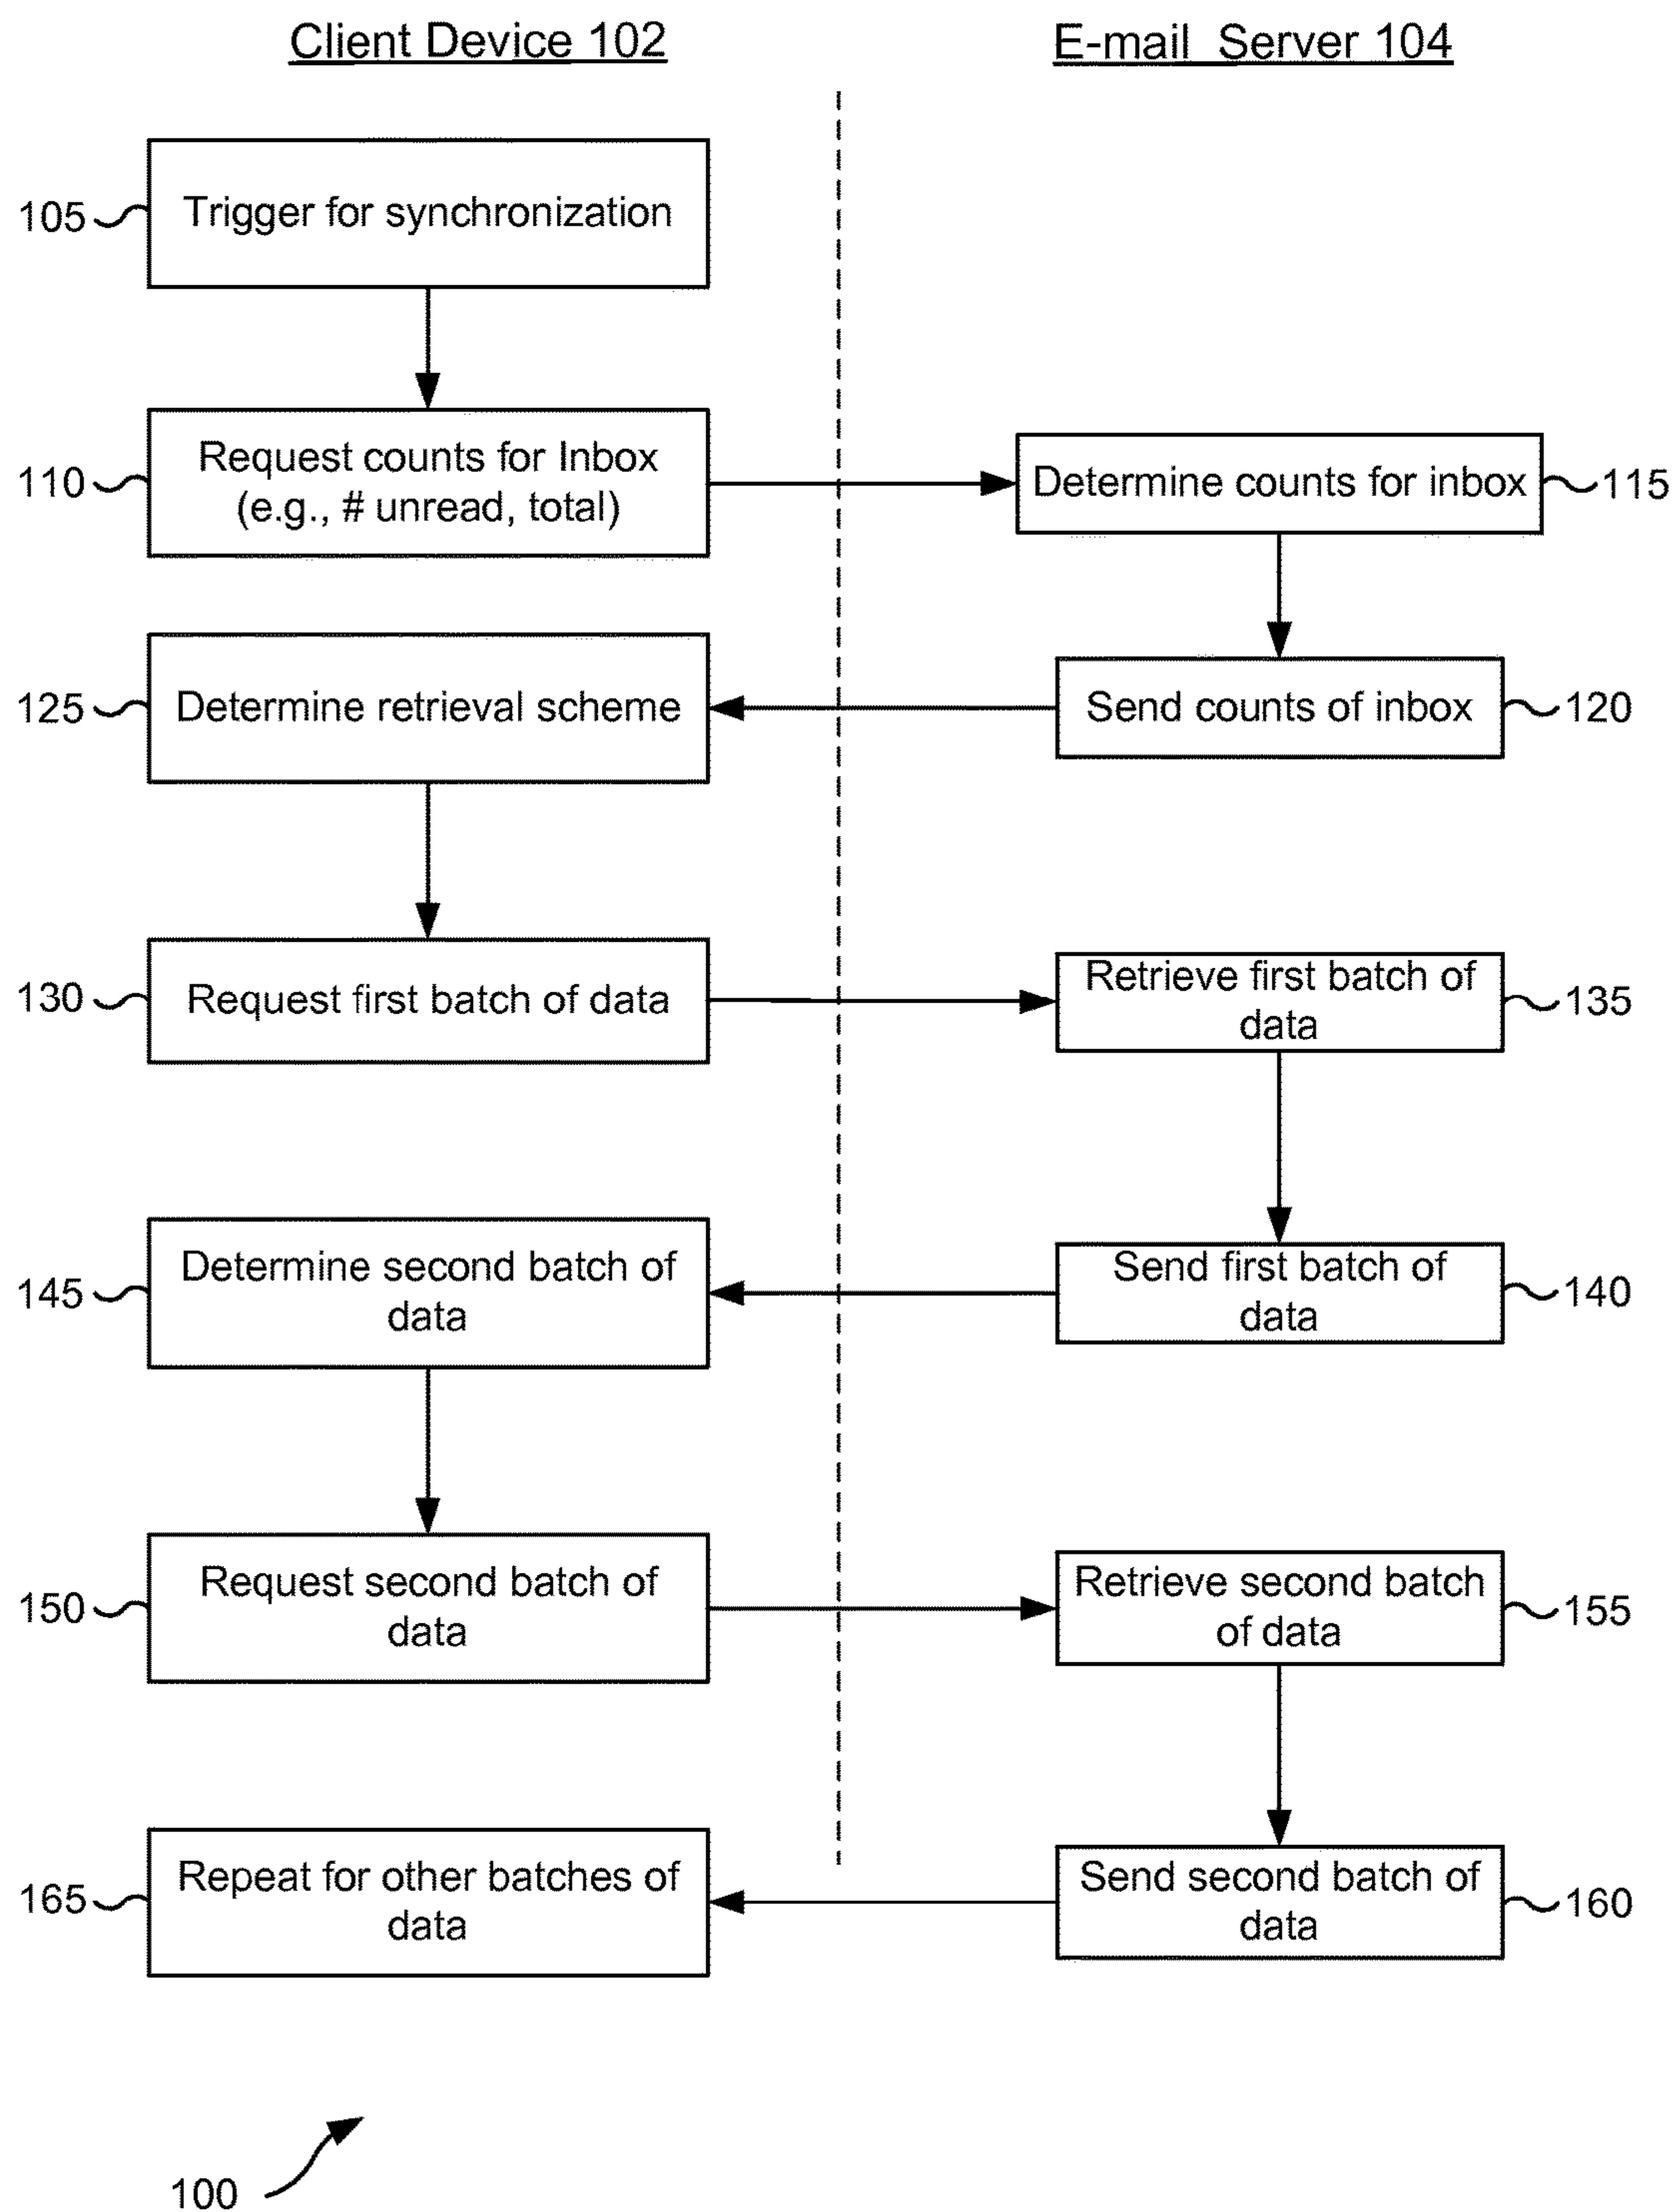 Client Device 102
E-mail Server 104
105
Trigger for synchronization
110
Request counts for Inbox
(e.g., # unread, total)
Determine counts for inbox
115
125
Determine retrieval scheme
Send counts of inbox
120
130
Request first batch of data
Retrieve first batch of
data
135
145
Determine second batch of
data
Send first batch of
data
140
150
Request second batch of
data
Retrieve second batch
of data
155
165
Repeat for other batches of
data
Send second batch of
data
160
100